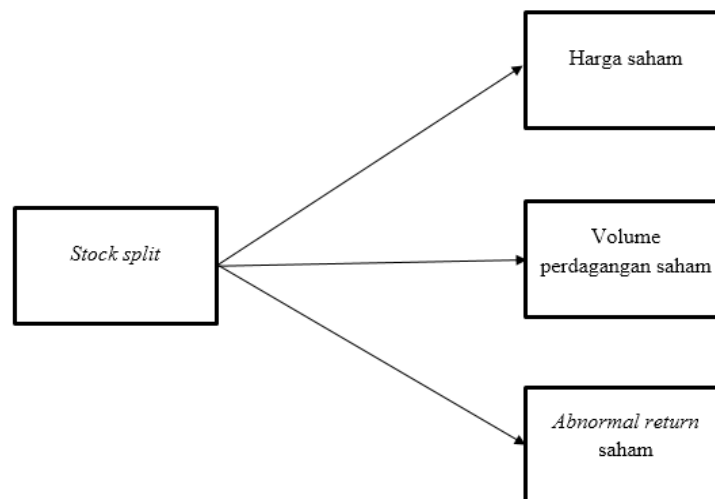 Harga saham
Stock split
Volume
perdagangan saham
Abnormal return
saham